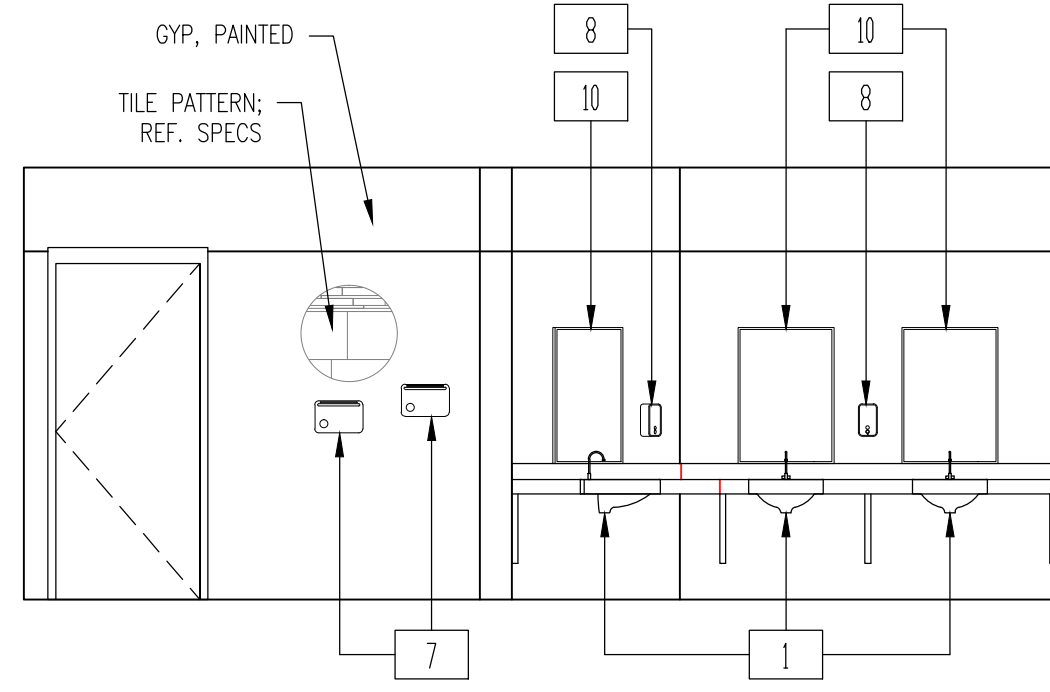 GYP, PAINTED
TILE PATTERN;
REF. SPECS
8
10
10
8
7
1